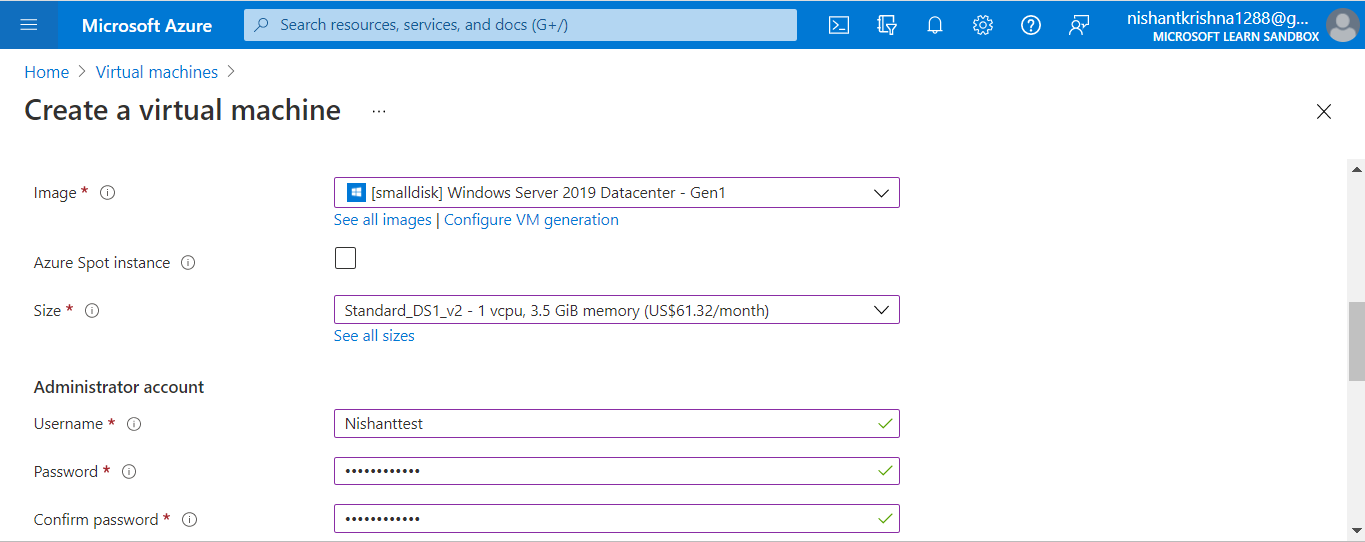 Microsoft Azure
Search resources, services, and docs (G+/)
nishantkrishna1288@g...
MICROSOFT LEARN SANDBOX
Home > Virtual machines >
Create a virtual machine ...
Image *
[smalldisk] Windows Server 2019 Datacenter - Gen1
See all images | Configure VM generation
Azure Spot instance
Size *
Standard_DS1_v2 - 1 vcpu, 3.5 GiB memory (US$61.32/month)
See all sizes
Administrator account
Username *
Nishanttest
Password *
••••••••••••
Confirm password *
••••••••••••